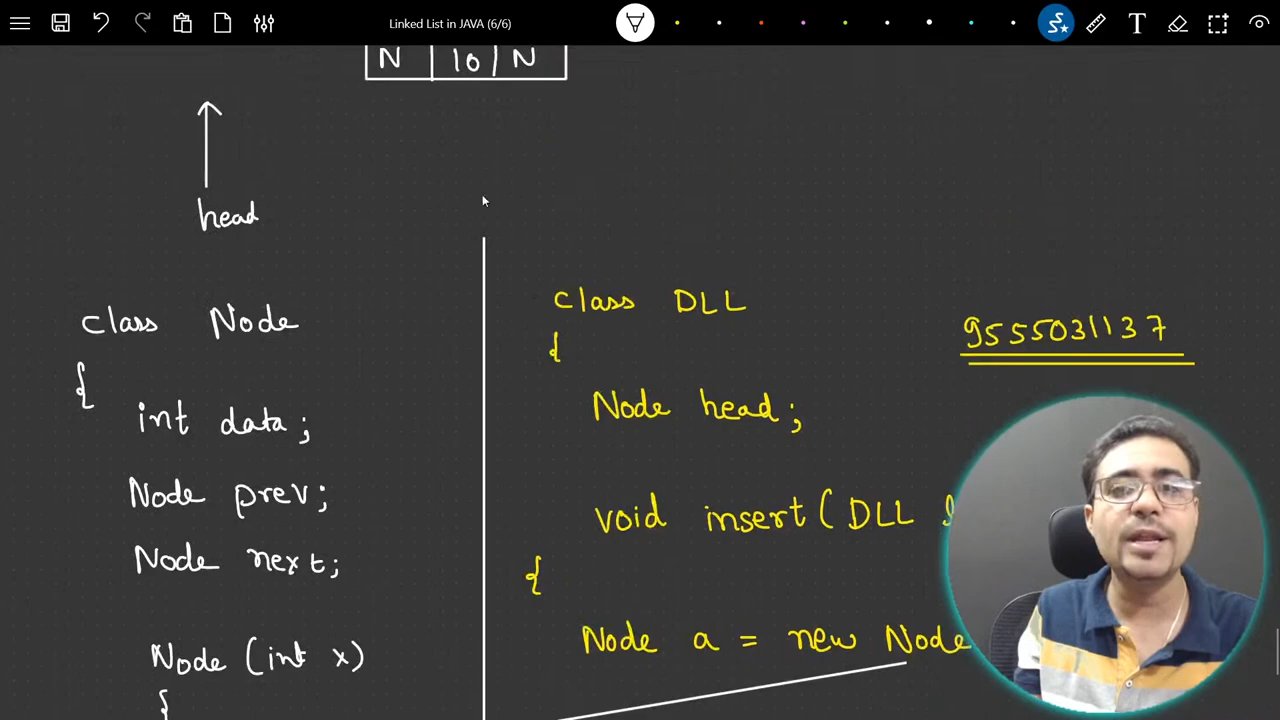 Linked List in JAVA (6/6)
N | 10 | N
head
class Node
{
int data;
Node prev;
Node next;
Node (int x)
{
class DLL
{
Node head;
void insert( DLL
{
Node a = new Node
9555031137